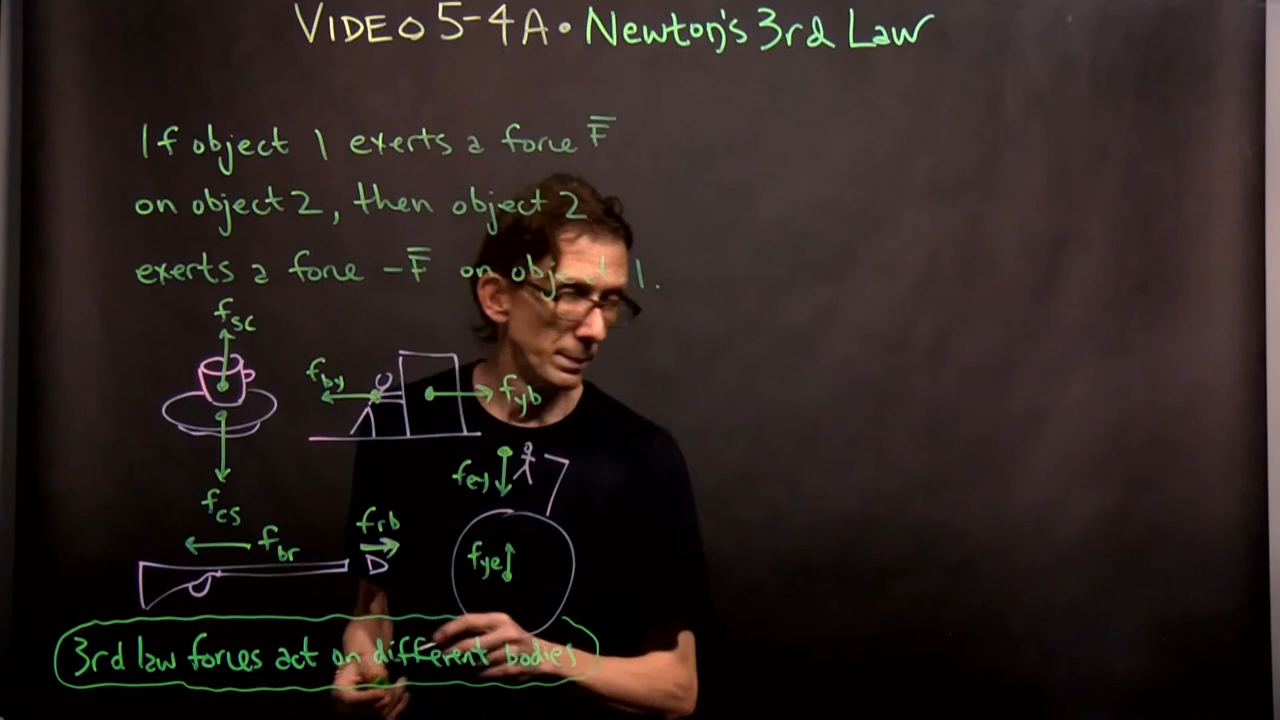 VIDEO 5-4A • Newton's 3rd Law
If object 1 exerts a force F̅
on object 2, then object 2
exerts a force -F̅ on object 1.
fsc
fby
fyb
fey
fcs
frb
fbr
fye
3rd law forces act on different bodies